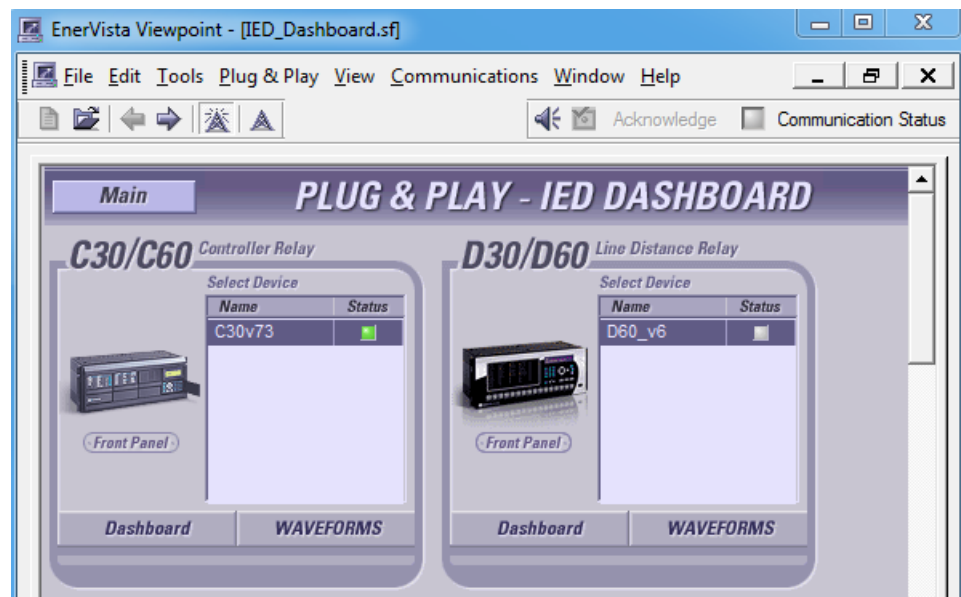 EnerVista Viewpoint - [IED_Dashboard.sf]
File Edit Tools Plug & Play View Communications Window Help
Acknowledge Communication Status
Main PLUG & PLAY - IED DASHBOARD
C30/C60 Controller Relay
Select Device
Name Status
C30v73
Front Panel
Dashboard WAVEFORMS
D30/D60 Line Distance Relay
Select Device
Name Status
D60_v6
Front Panel
Dashboard WAVEFORMS